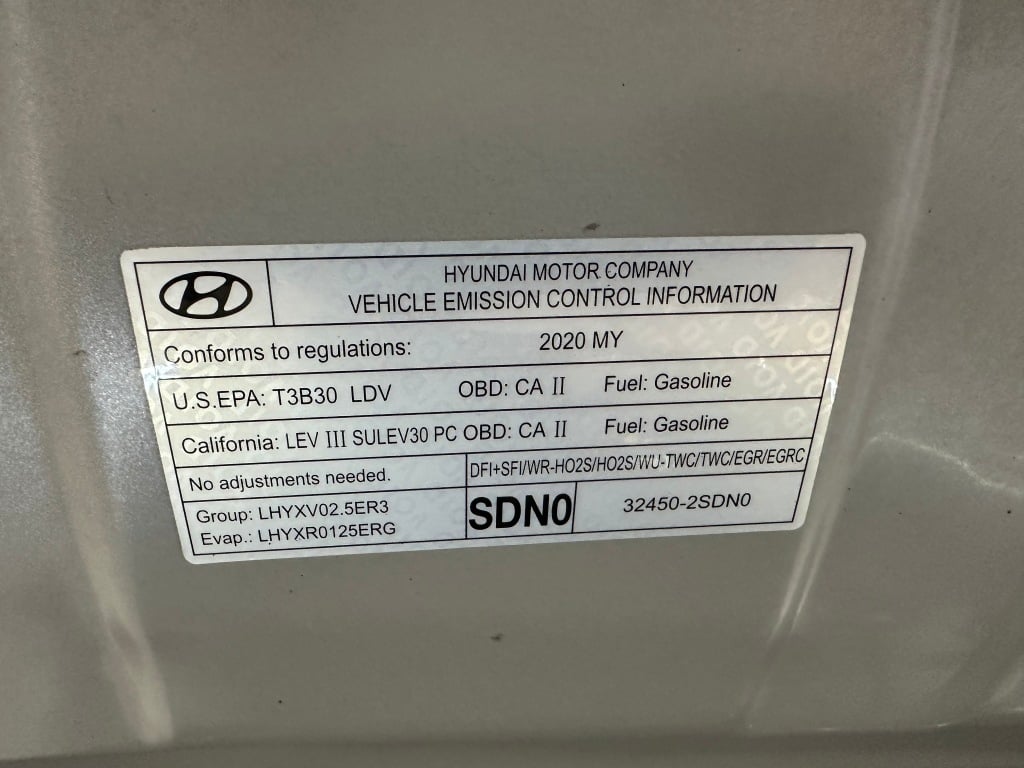 HYUNDAI MOTOR COMPANY
VEHICLE EMISSION CONTROL INFORMATION
Conforms to regulations: 2020 MY
U.S.EPA: T3B30 LDV OBD: CA II Fuel: Gasoline
California: LEV III SULEV30 PC OBD: CA II Fuel: Gasoline
No adjustments needed. DFI+SFI/WR-HO2S/HO2S/WU-TWC/TWC/EGR/EGRC
Group: LHYXV02.5ER3
Evap.: LHYXR0125ERG
SDN0 32450-2SDN0